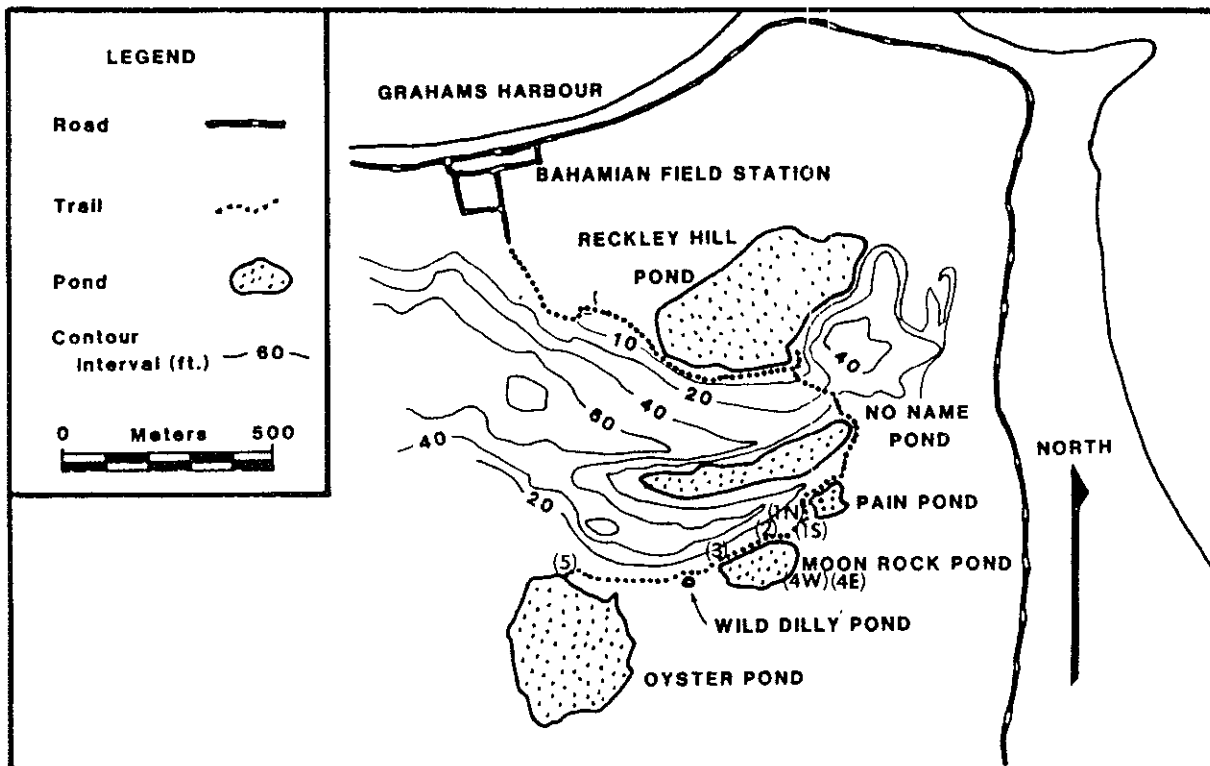 LEGEND
Road
Trail
Pond
Contour
Interval (ft.)
60
0 Meters 500
GRAHAMS HARBOUR
BAHAMIAN FIELD STATION
RECKLEY HILL
POND
10
20
40
40
60
40
20
NO NAME
POND
NORTH
PAIN POND
(1N)
(2)
(1S)
(3)
MOON ROCK POND
(4W)(4E)
(5)
WILD DILLY POND
OYSTER POND